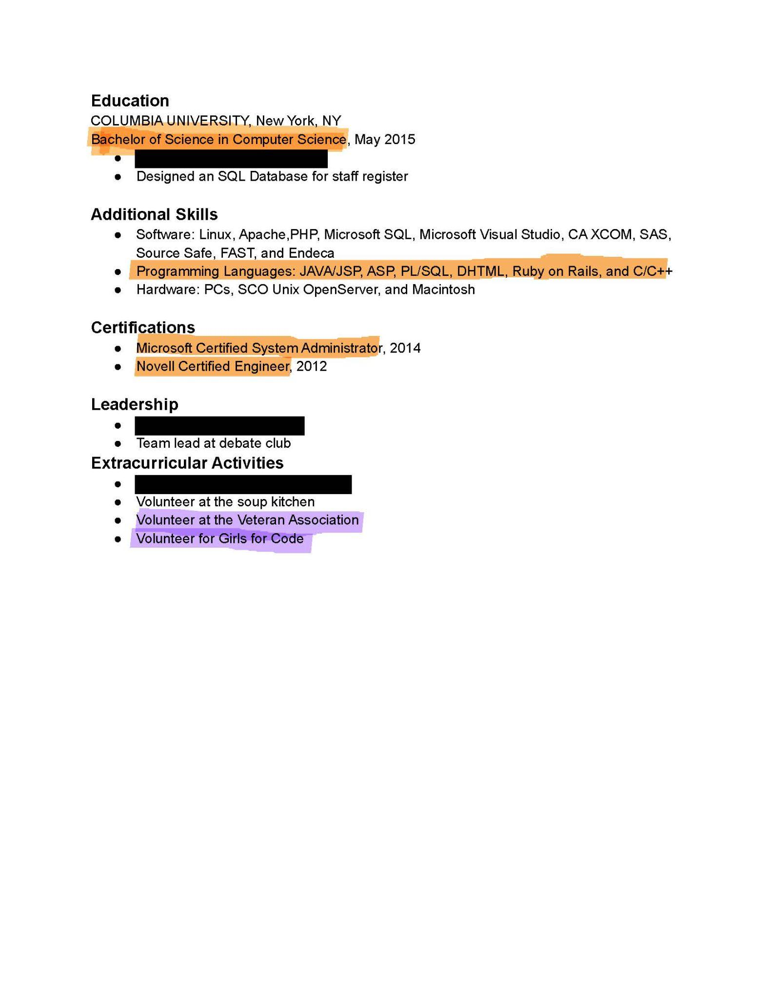 Education
COLUMBIA UNIVERSITY, New York, NY
Bachelor of Science in Computer Science, May 2015
●
● Designed an SQL Database for staff register
Additional Skills
● Software: Linux, Apache,PHP, Microsoft SQL, Microsoft Visual Studio, CA XCOM, SAS,
Source Safe, FAST, and Endeca
● Programming Languages: JAVA/JSP, ASP, PL/SQL, DHTML, Ruby on Rails, and C/C++
● Hardware: PCs, SCO Unix OpenServer, and Macintosh
Certifications
● Microsoft Certified System Administrator, 2014
● Novell Certified Engineer, 2012
Leadership
●
● Team lead at debate club
Extracurricular Activities
●
● Volunteer at the soup kitchen
● Volunteer at the Veteran Association
● Volunteer for Girls for Code